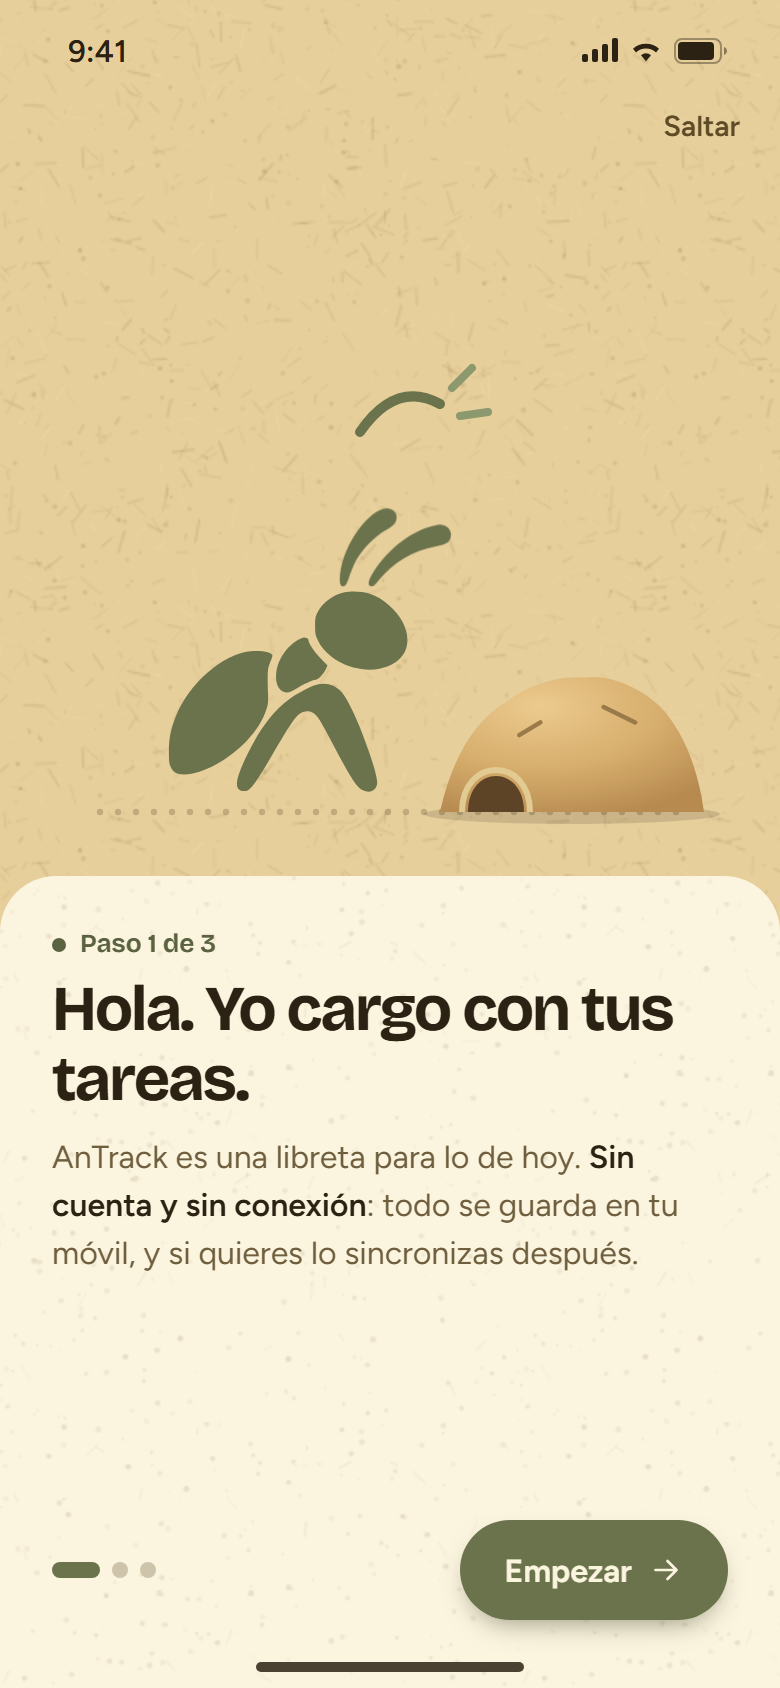 9:41
Saltar
Paso 1 de 3
Hola. Yo cargo con tus
tareas.
AnTrack es una libreta para lo de hoy. Sin
cuenta y sin conexión: todo se guarda en tu
móvil, y si quieres lo sincronizas después.
Empezar →